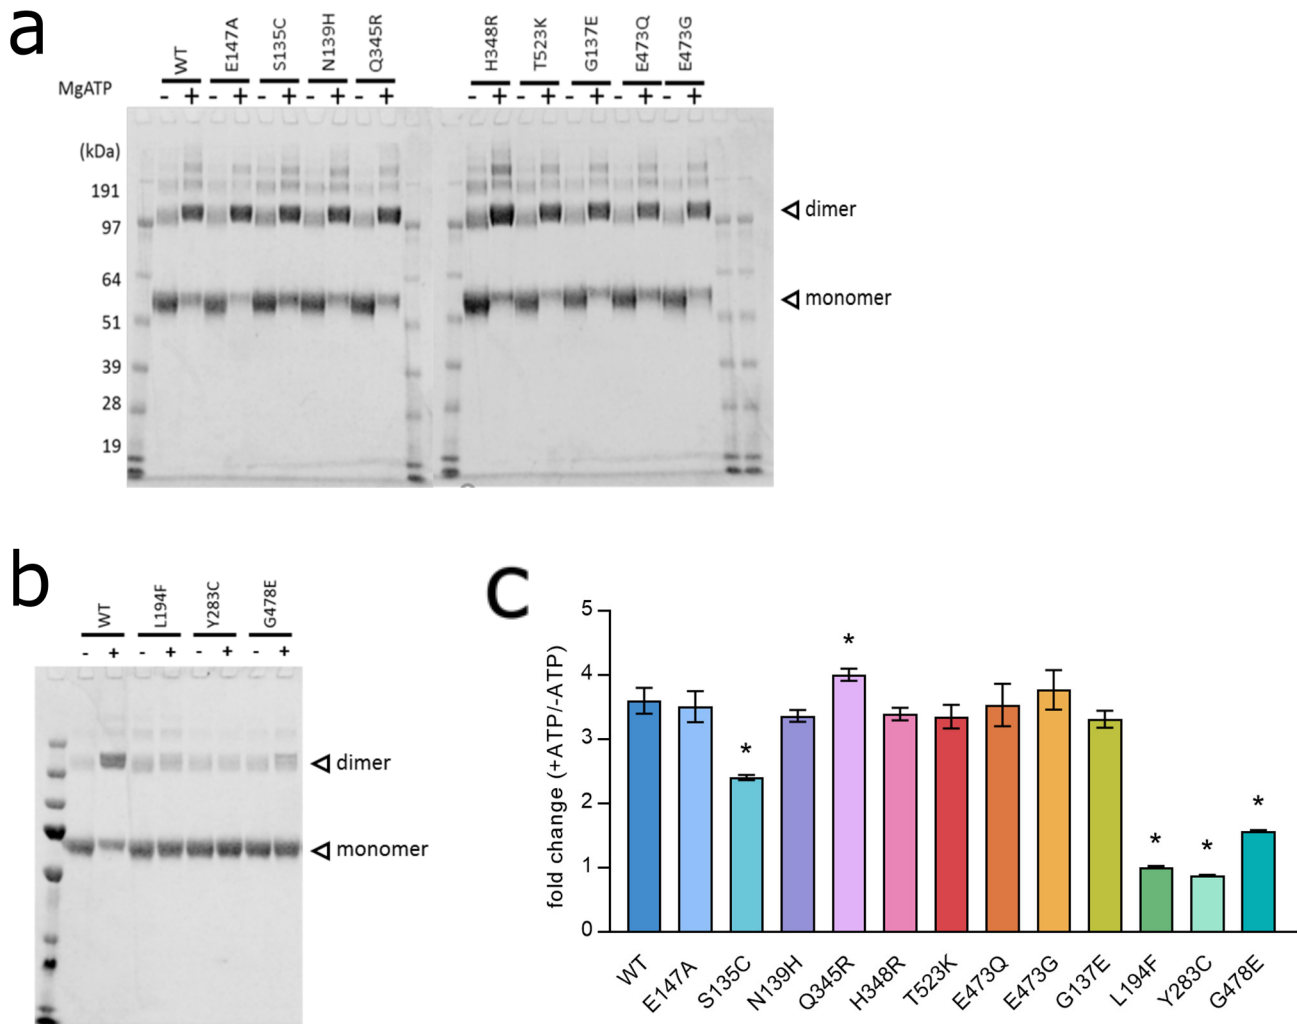 a
WT E147A S135C N139H Q345R H348R T523K G137E E473Q E473G
MgATP - + - + - + - + - + - + - + - + - + - +
(kDa)
191
97
64
51
39
28
19
dimer
monomer
b
WT L194F Y283C G478E
- + - + - + - +
dimer
monomer
c
fold change (+ATP/-ATP)
5
4
3
2
1
0
*
*
*
*
*
WT E147A S135C N139H Q345R H348R T523K E473Q E473G G137E L194F Y283C G478E